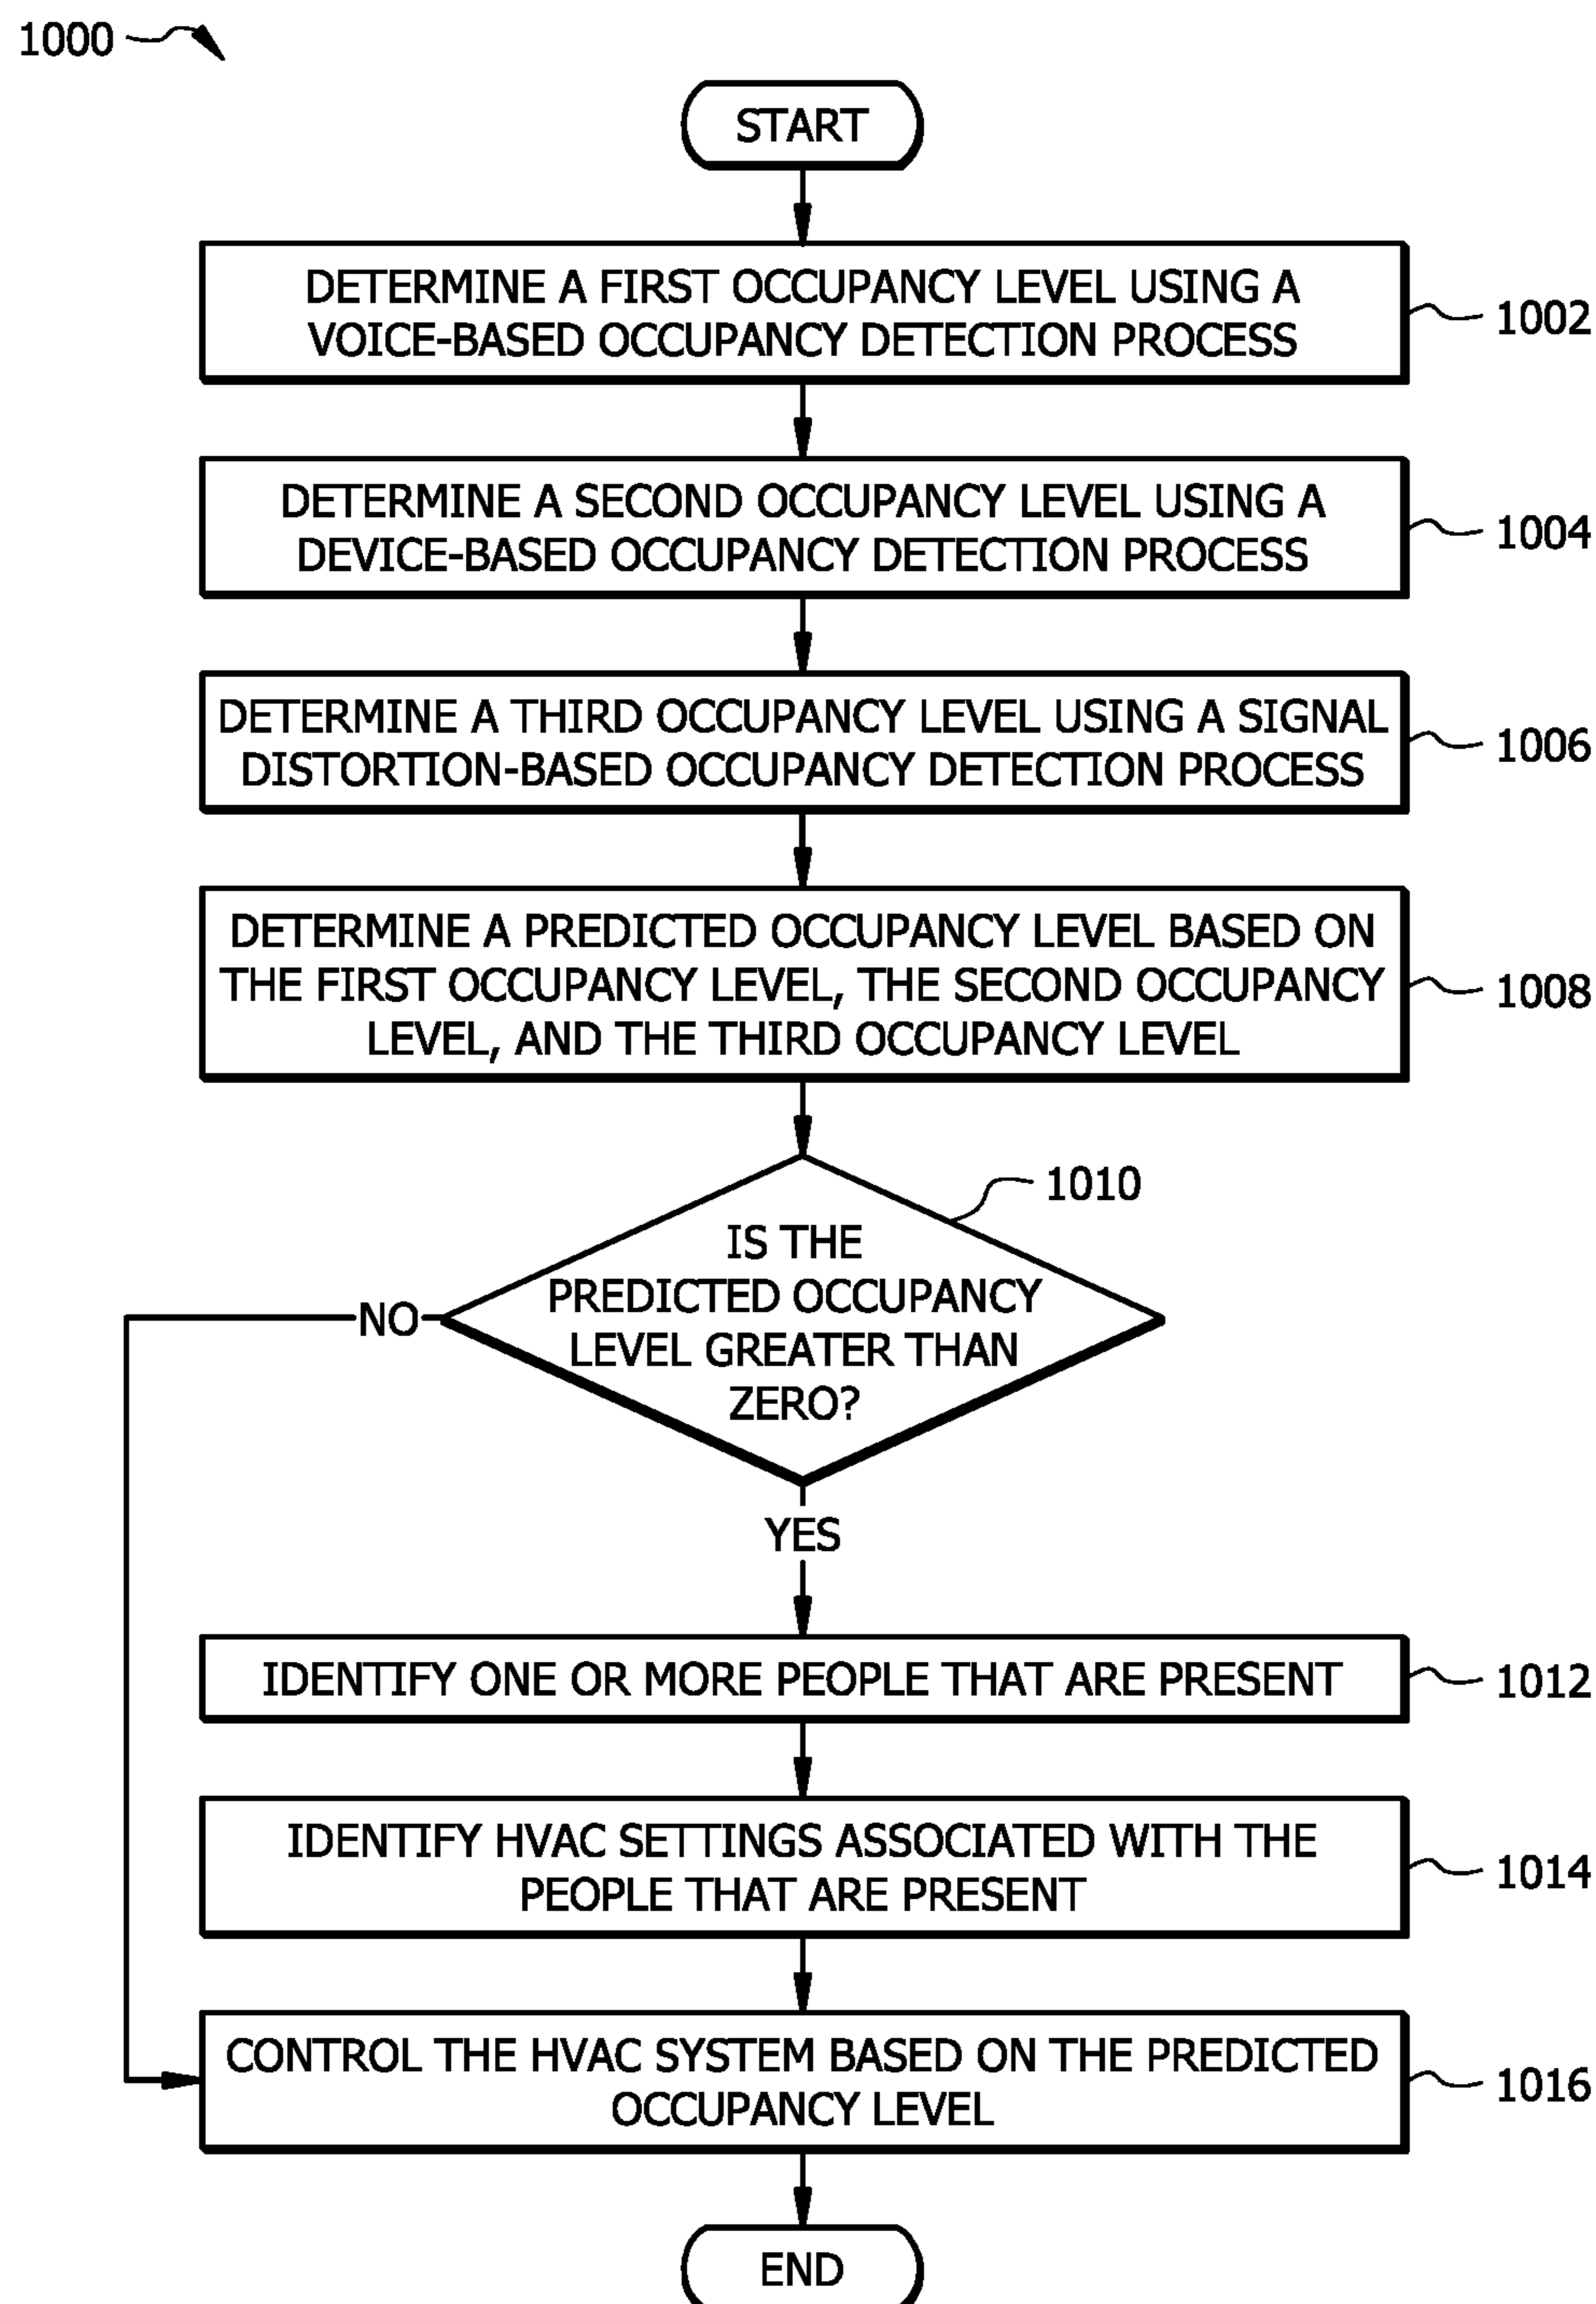 1000
START
DETERMINE A FIRST OCCUPANCY LEVEL USING A
VOICE-BASED OCCUPANCY DETECTION PROCESS
1002
DETERMINE A SECOND OCCUPANCY LEVEL USING A
DEVICE-BASED OCCUPANCY DETECTION PROCESS
1004
DETERMINE A THIRD OCCUPANCY LEVEL USING A SIGNAL
DISTORTION-BASED OCCUPANCY DETECTION PROCESS
1006
DETERMINE A PREDICTED OCCUPANCY LEVEL BASED ON
THE FIRST OCCUPANCY LEVEL, THE SECOND OCCUPANCY
LEVEL, AND THE THIRD OCCUPANCY LEVEL
1008
1010
IS THE
PREDICTED OCCUPANCY
LEVEL GREATER THAN
ZERO?
NO
YES
IDENTIFY ONE OR MORE PEOPLE THAT ARE PRESENT
1012
IDENTIFY HVAC SETTINGS ASSOCIATED WITH THE
PEOPLE THAT ARE PRESENT
1014
CONTROL THE HVAC SYSTEM BASED ON THE PREDICTED
OCCUPANCY LEVEL
1016
END